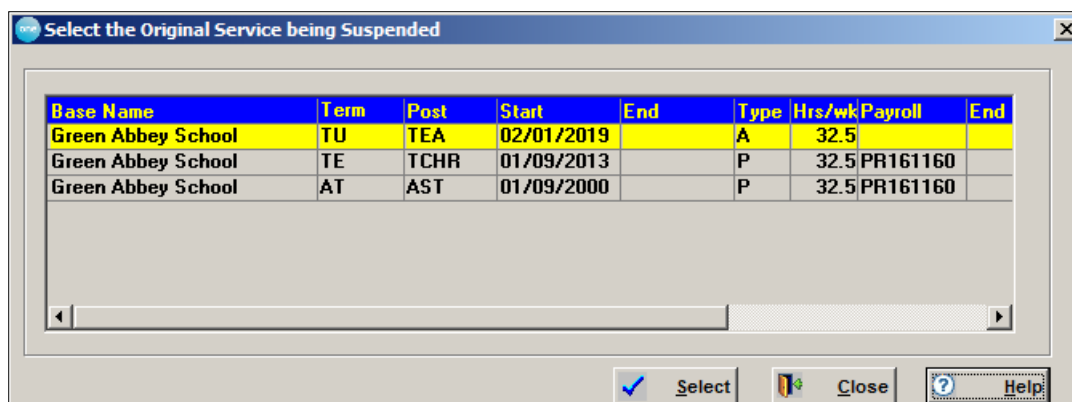 one Select the Original Service being Suspended
Base Name Term Post Start End Type Hrs/wk Payroll End
Green Abbey School TU TEA 02/01/2019 A 32.5
Green Abbey School TE TCHR 01/09/2013 P 32.5 PR161160
Green Abbey School AT AST 01/09/2000 P 32.5 PR161160
Select Close Help